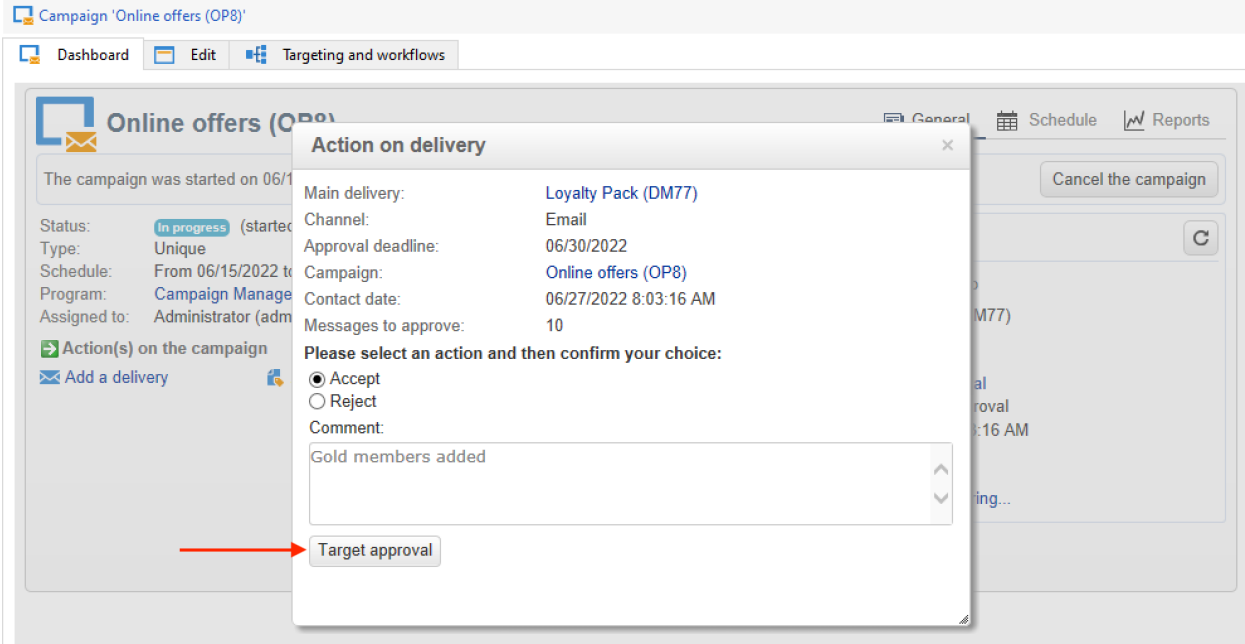 Campaign 'Online offers (OP8)'
Dashboard Edit Targeting and workflows
Online offers (OP8)
General Schedule Reports
The campaign was started on 06/1
Cancel the campaign
Status: In progress (started
Type: Unique
Schedule: From 06/15/2022 to
Program: Campaign Manage
Assigned to: Administrator (adm
Action(s) on the campaign
Add a delivery
Action on delivery
Main delivery: Loyalty Pack (DM77)
Channel: Email
Approval deadline: 06/30/2022
Campaign: Online offers (OP8)
Contact date: 06/27/2022 8:03:16 AM
Messages to approve: 10
Please select an action and then confirm your choice:
Accept
Reject
Comment:
Gold members added
Target approval
M77)
al
roval
:16 AM
ring...